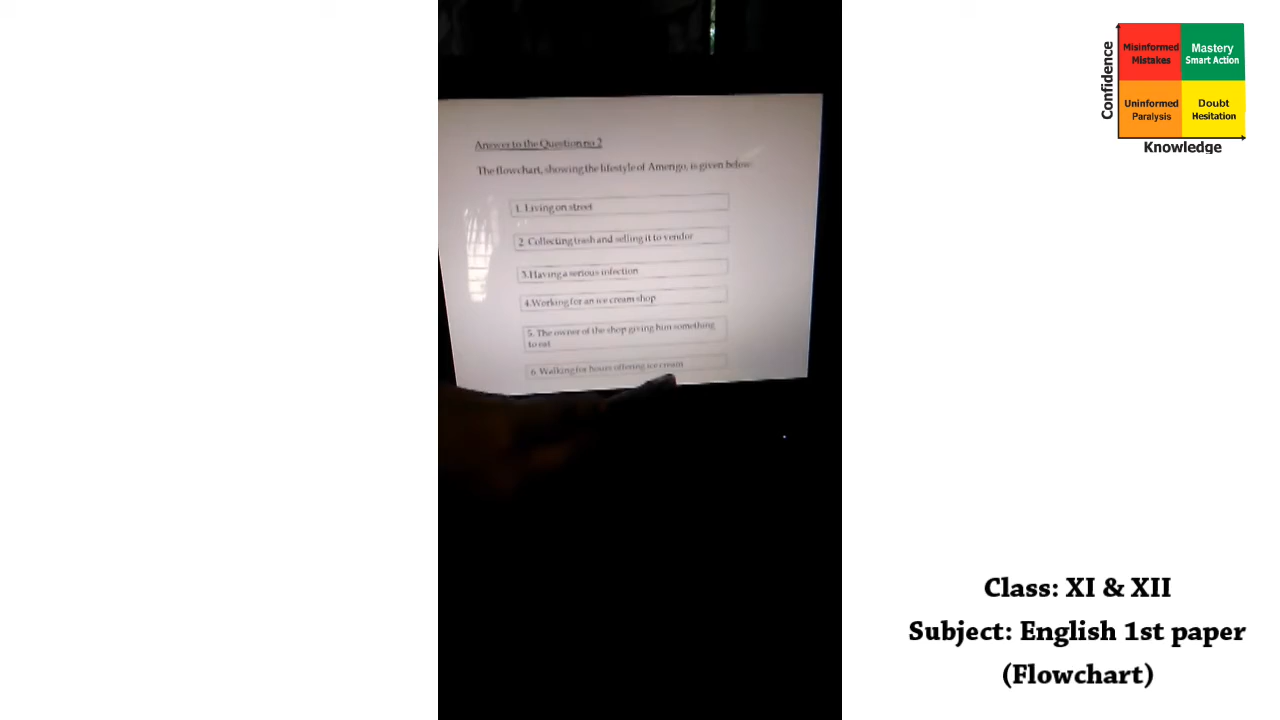 Answer to the Question no 2
The flowchart, showing the lifestyle of Amerigo, is given below
1. Living on street
2. Collecting trash and selling it to vendor
3.Having a serious infection
4.Working for an ice cream shop
5. The owner of the shop giving him something
to eat
6. Walking for hours offering ice cream
Confidence
Misinformed
Mistakes
Mastery
Smart Action
Uninformed
Paralysis
Doubt
Hesitation
Knowledge
Class: XI & XII
Subject: English 1st paper
(Flowchart)